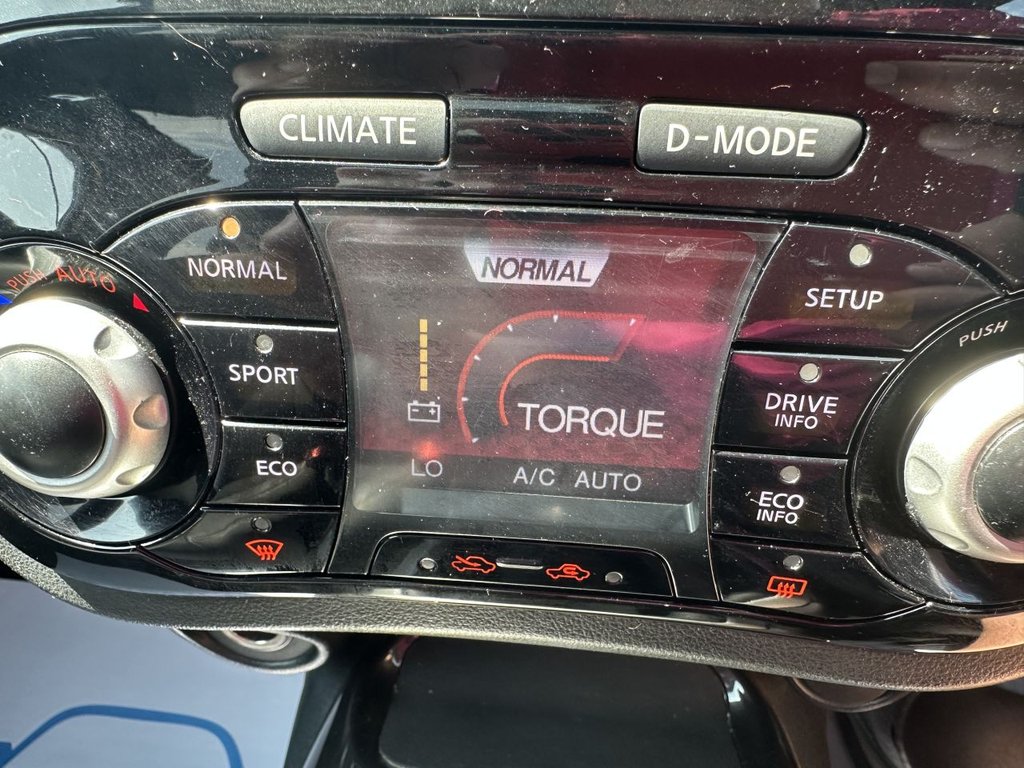 CLIMATE
D-MODE
PUSH AUTO
NORMAL
NORMAL
SETUP
PUSH
SPORT
DRIVE
INFO
TORQUE
ECO
LO
A/C AUTO
ECO
INFO